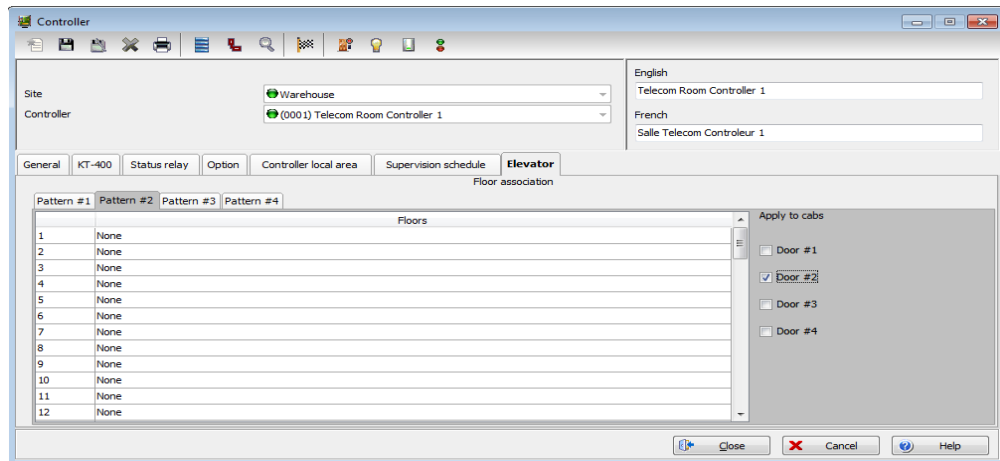 Controller
English
Site
Warehouse
Telecom Room Controller 1
Controller
(0001) Telecom Room Controller 1
French
Salle Telecom Controleur 1
General KT-400 Status relay Option Controller local area Supervision schedule Elevator
Floor association
Pattern #1 Pattern #2 Pattern #3 Pattern #4
Floors
Apply to cabs
1 None
2 None
3 None
4 None
5 None
6 None
7 None
8 None
9 None
10 None
11 None
12 None
Door #1
Door #2
Door #3
Door #4
Close Cancel Help